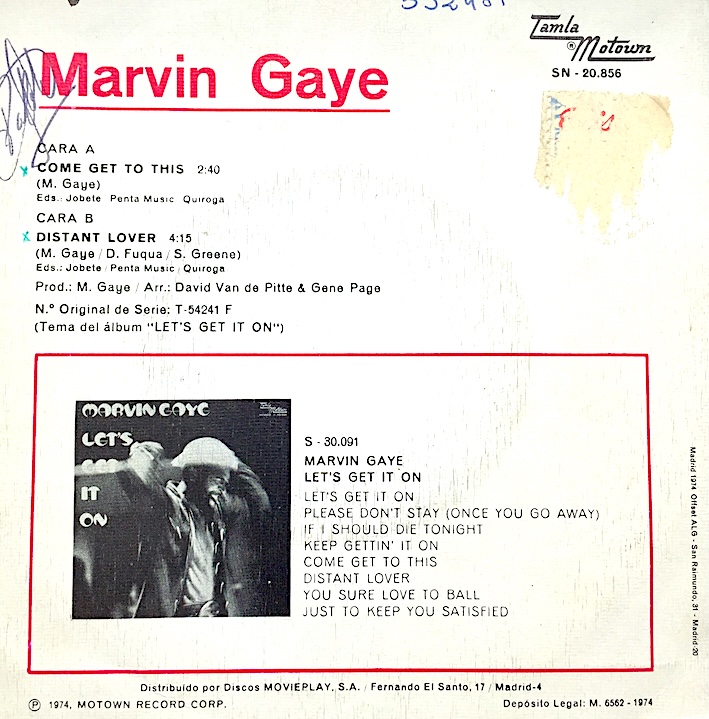 Tamla
Motown
SN - 20.856
Marvin Gaye
CARA A
COME GET TO THIS 2:40
(M. Gaye)
Eds.: Jobete Penta Music Quiroga
CARA B
DISTANT LOVER 4:15
(M. Gaye / D. Fuqua / S. Greene)
Eds.: Jobete / Penta Music / Quiroga
Prod.: M. Gaye / Arr.: David Van de Pitte & Gene Page
N.º Original de Serie: T-54241 F
(Tema del álbum "LET'S GET IT ON")
MARVIN GAYE
LET'S
GET
IT
ON
S - 30.091
MARVIN GAYE
LET'S GET IT ON
LET'S GET IT ON
PLEASE DON'T STAY (ONCE YOU GO AWAY)
IF I SHOULD DIE TONIGHT
KEEP GETTIN' IT ON
COME GET TO THIS
DISTANT LOVER
YOU SURE LOVE TO BALL
JUST TO KEEP YOU SATISFIED
Madrid 1974 Offset ALG - San Raimundo, 31 - Madrid-20
Distribuído por Discos MOVIEPLAY, S.A. / Fernando El Santo, 17 / Madrid-4
℗ 1974, MOTOWN RECORD CORP.
Depósito Legal: M. 6562 - 1974